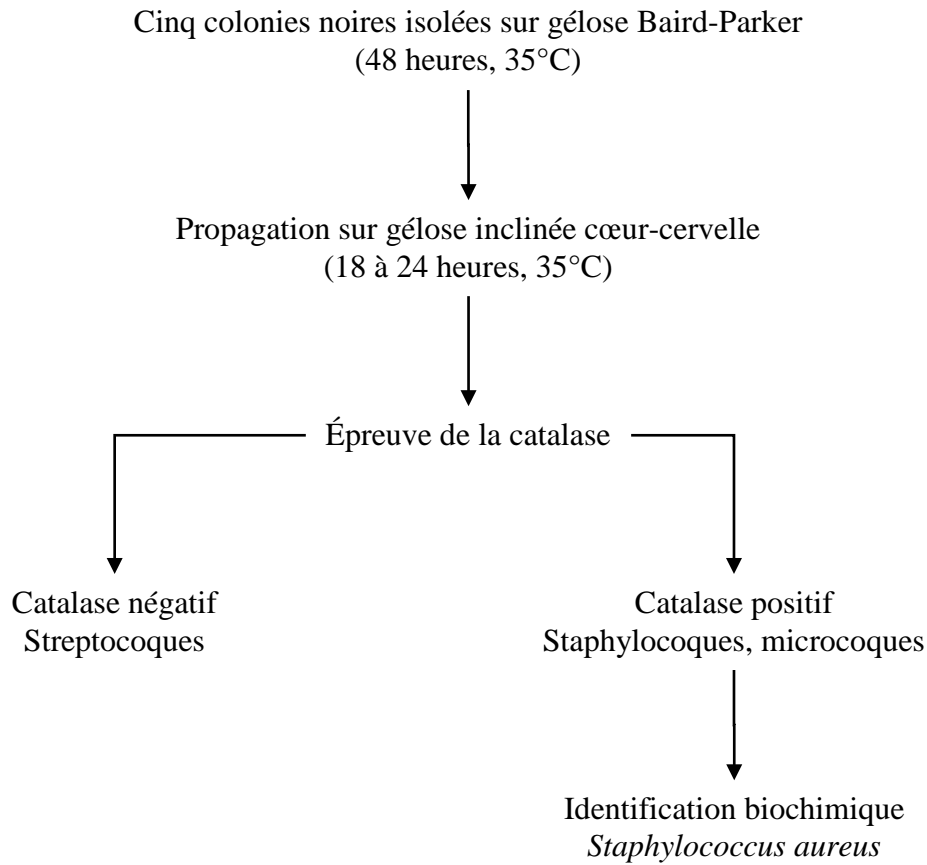 Cinq colonies noires isolées sur gélose Baird-Parker
(48 heures, 35°C)
Propagation sur gélose inclinée cœur-cervelle
(18 à 24 heures, 35°C)
Épreuve de la catalase
Catalase négatif
Streptocoques
Catalase positif
Staphylocoques, microcoques
Identification biochimique
Staphylococcus aureus